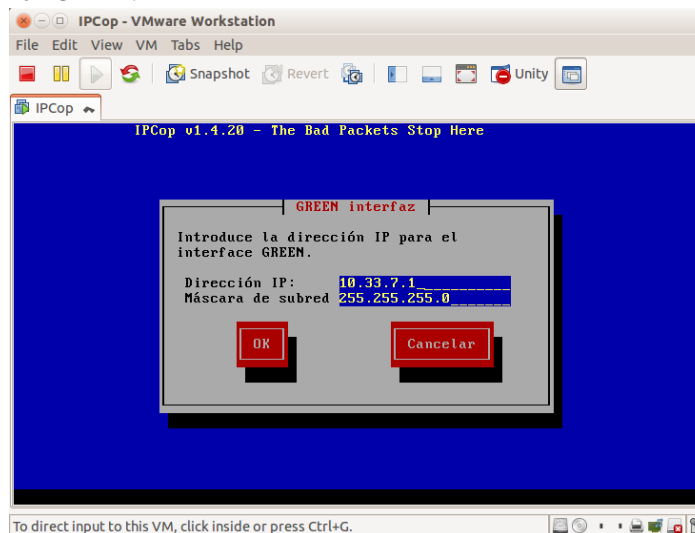 IPCop - VMware Workstation
File Edit View VM Tabs Help
Snapshot Revert Unity
IPCop
IPCop v1.4.20 - The Bad Packets Stop Here
GREEN interfaz
Introduce la dirección IP para el
interface GREEN.
Dirección IP: 10.33.7.1_
Máscara de subred 255.255.255.0
OK Cancelar
To direct input to this VM, click inside or press Ctrl+G.